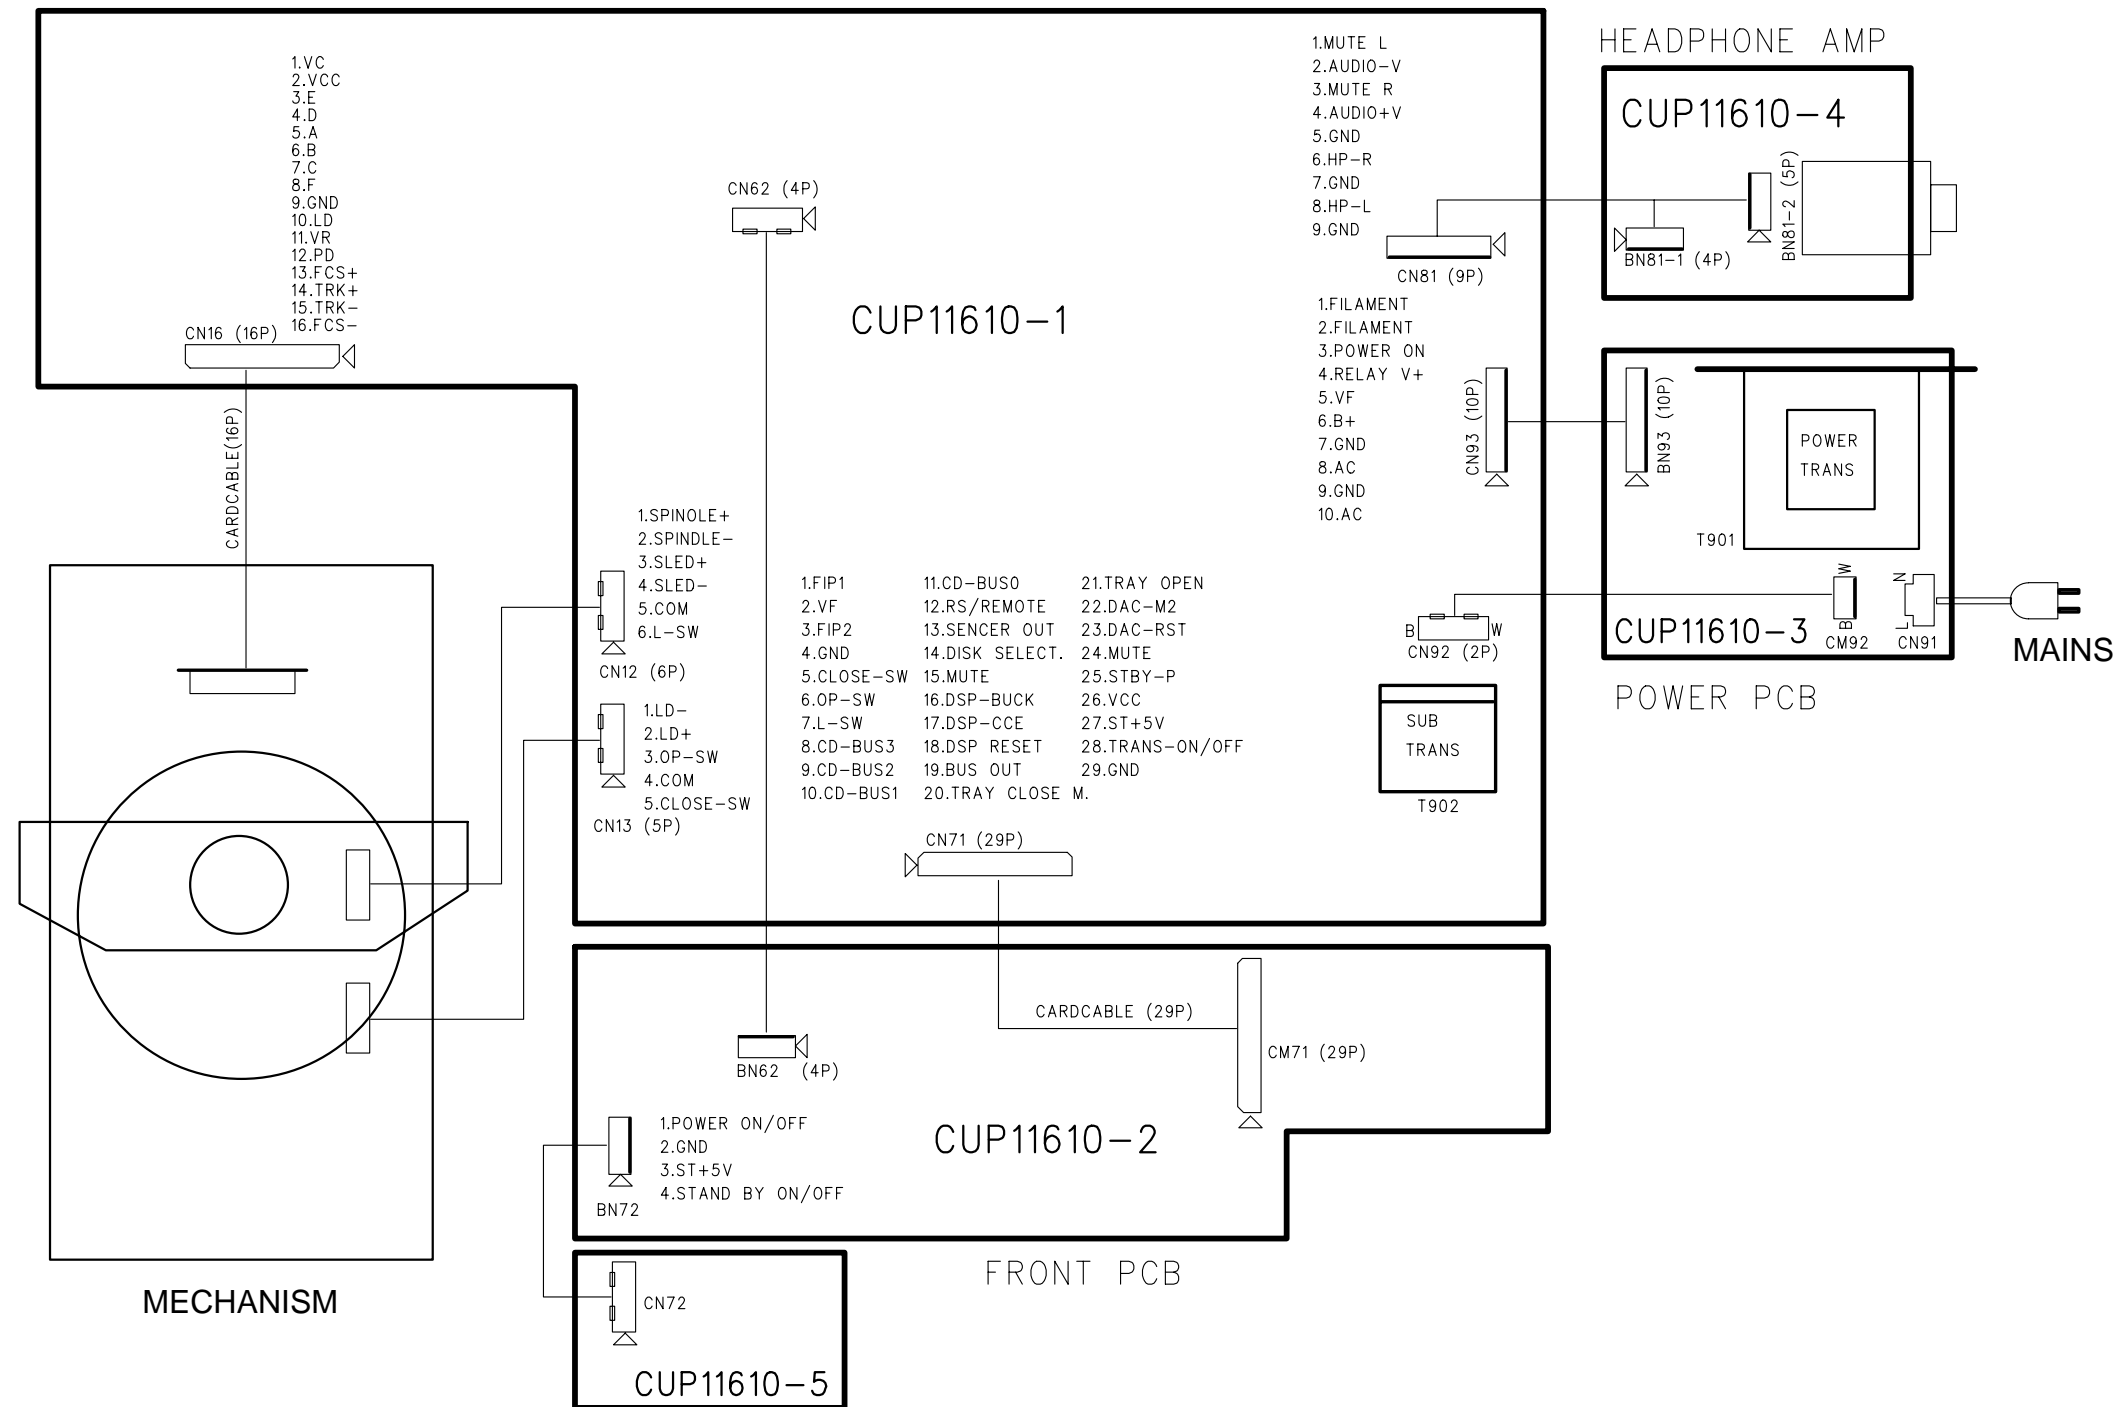 1.VC
2.VCC
3.E
4.D
5.A
6.B
7.C
8.F
9.GND
10.LD
11.VR
12.PD
13.FCS+
14.TRK+
15.TRK-
16.FCS-
CN16 (16P)
CARDCABLE(16P)
CN62 (4P)
CUP11610-1
1.MUTE L
2.AUDIO-V
3.MUTE R
4.AUDIO+V
5.GND
6.HP-R
7.GND
8.HP-L
9.GND
CN81 (9P)
HEADPHONE AMP
CUP11610-4
BN81-1 (4P)
BN81-2 (5P)
1.FILAMENT
2.FILAMENT
3.POWER ON
4.RELAY V+
5.VF
6.B+
7.GND
8.AC
9.GND
10.AC
CN93 (10P)
BN93 (10P)
POWER
TRANS
T901
W
B
CM92
N
L
CN91
CUP11610-3
MAINS
POWER PCB
B
W
CN92 (2P)
SUB
TRANS
T902
1.SPINOLE+
2.SPINDLE-
3.SLED+
4.SLED-
5.COM
6.L-SW
CN12 (6P)
1.LD-
2.LD+
3.OP-SW
4.COM
5.CLOSE-SW
CN13 (5P)
1.FIP1
2.VF
3.FIP2
4.GND
5.CLOSE-SW
6.OP-SW
7.L-SW
8.CD-BUS3
9.CD-BUS2
10.CD-BUS1
11.CD-BUS0
12.RS/REMOTE
13.SENCER OUT
14.DISK SELECT.
15.MUTE
16.DSP-BUCK
17.DSP-CCE
18.DSP RESET
19.BUS OUT
20.TRAY CLOSE M.
21.TRAY OPEN
22.DAC-M2
23.DAC-RST
24.MUTE
25.STBY-P
26.VCC
27.ST+5V
28.TRANS-ON/OFF
29.GND
CN71 (29P)
CARDCABLE (29P)
CM71 (29P)
BN62 (4P)
1.POWER ON/OFF
2.GND
3.ST+5V
4.STAND BY ON/OFF
BN72
CUP11610-2
FRONT PCB
CN72
CUP11610-5
MECHANISM